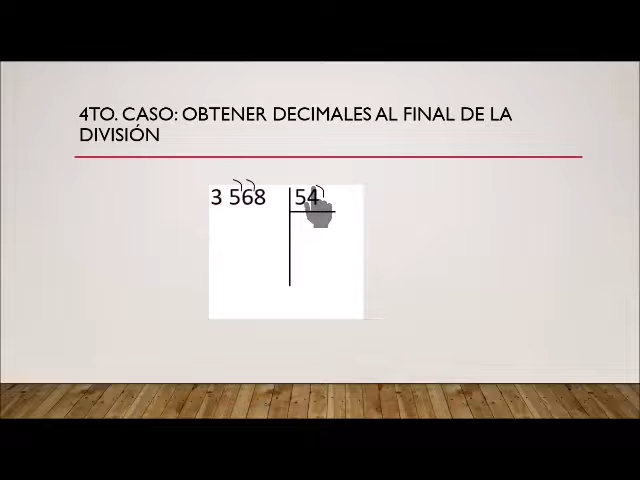 4TO. CASO: OBTENER DECIMALES AL FINAL DE LA
DIVISIÓN
3 568 54